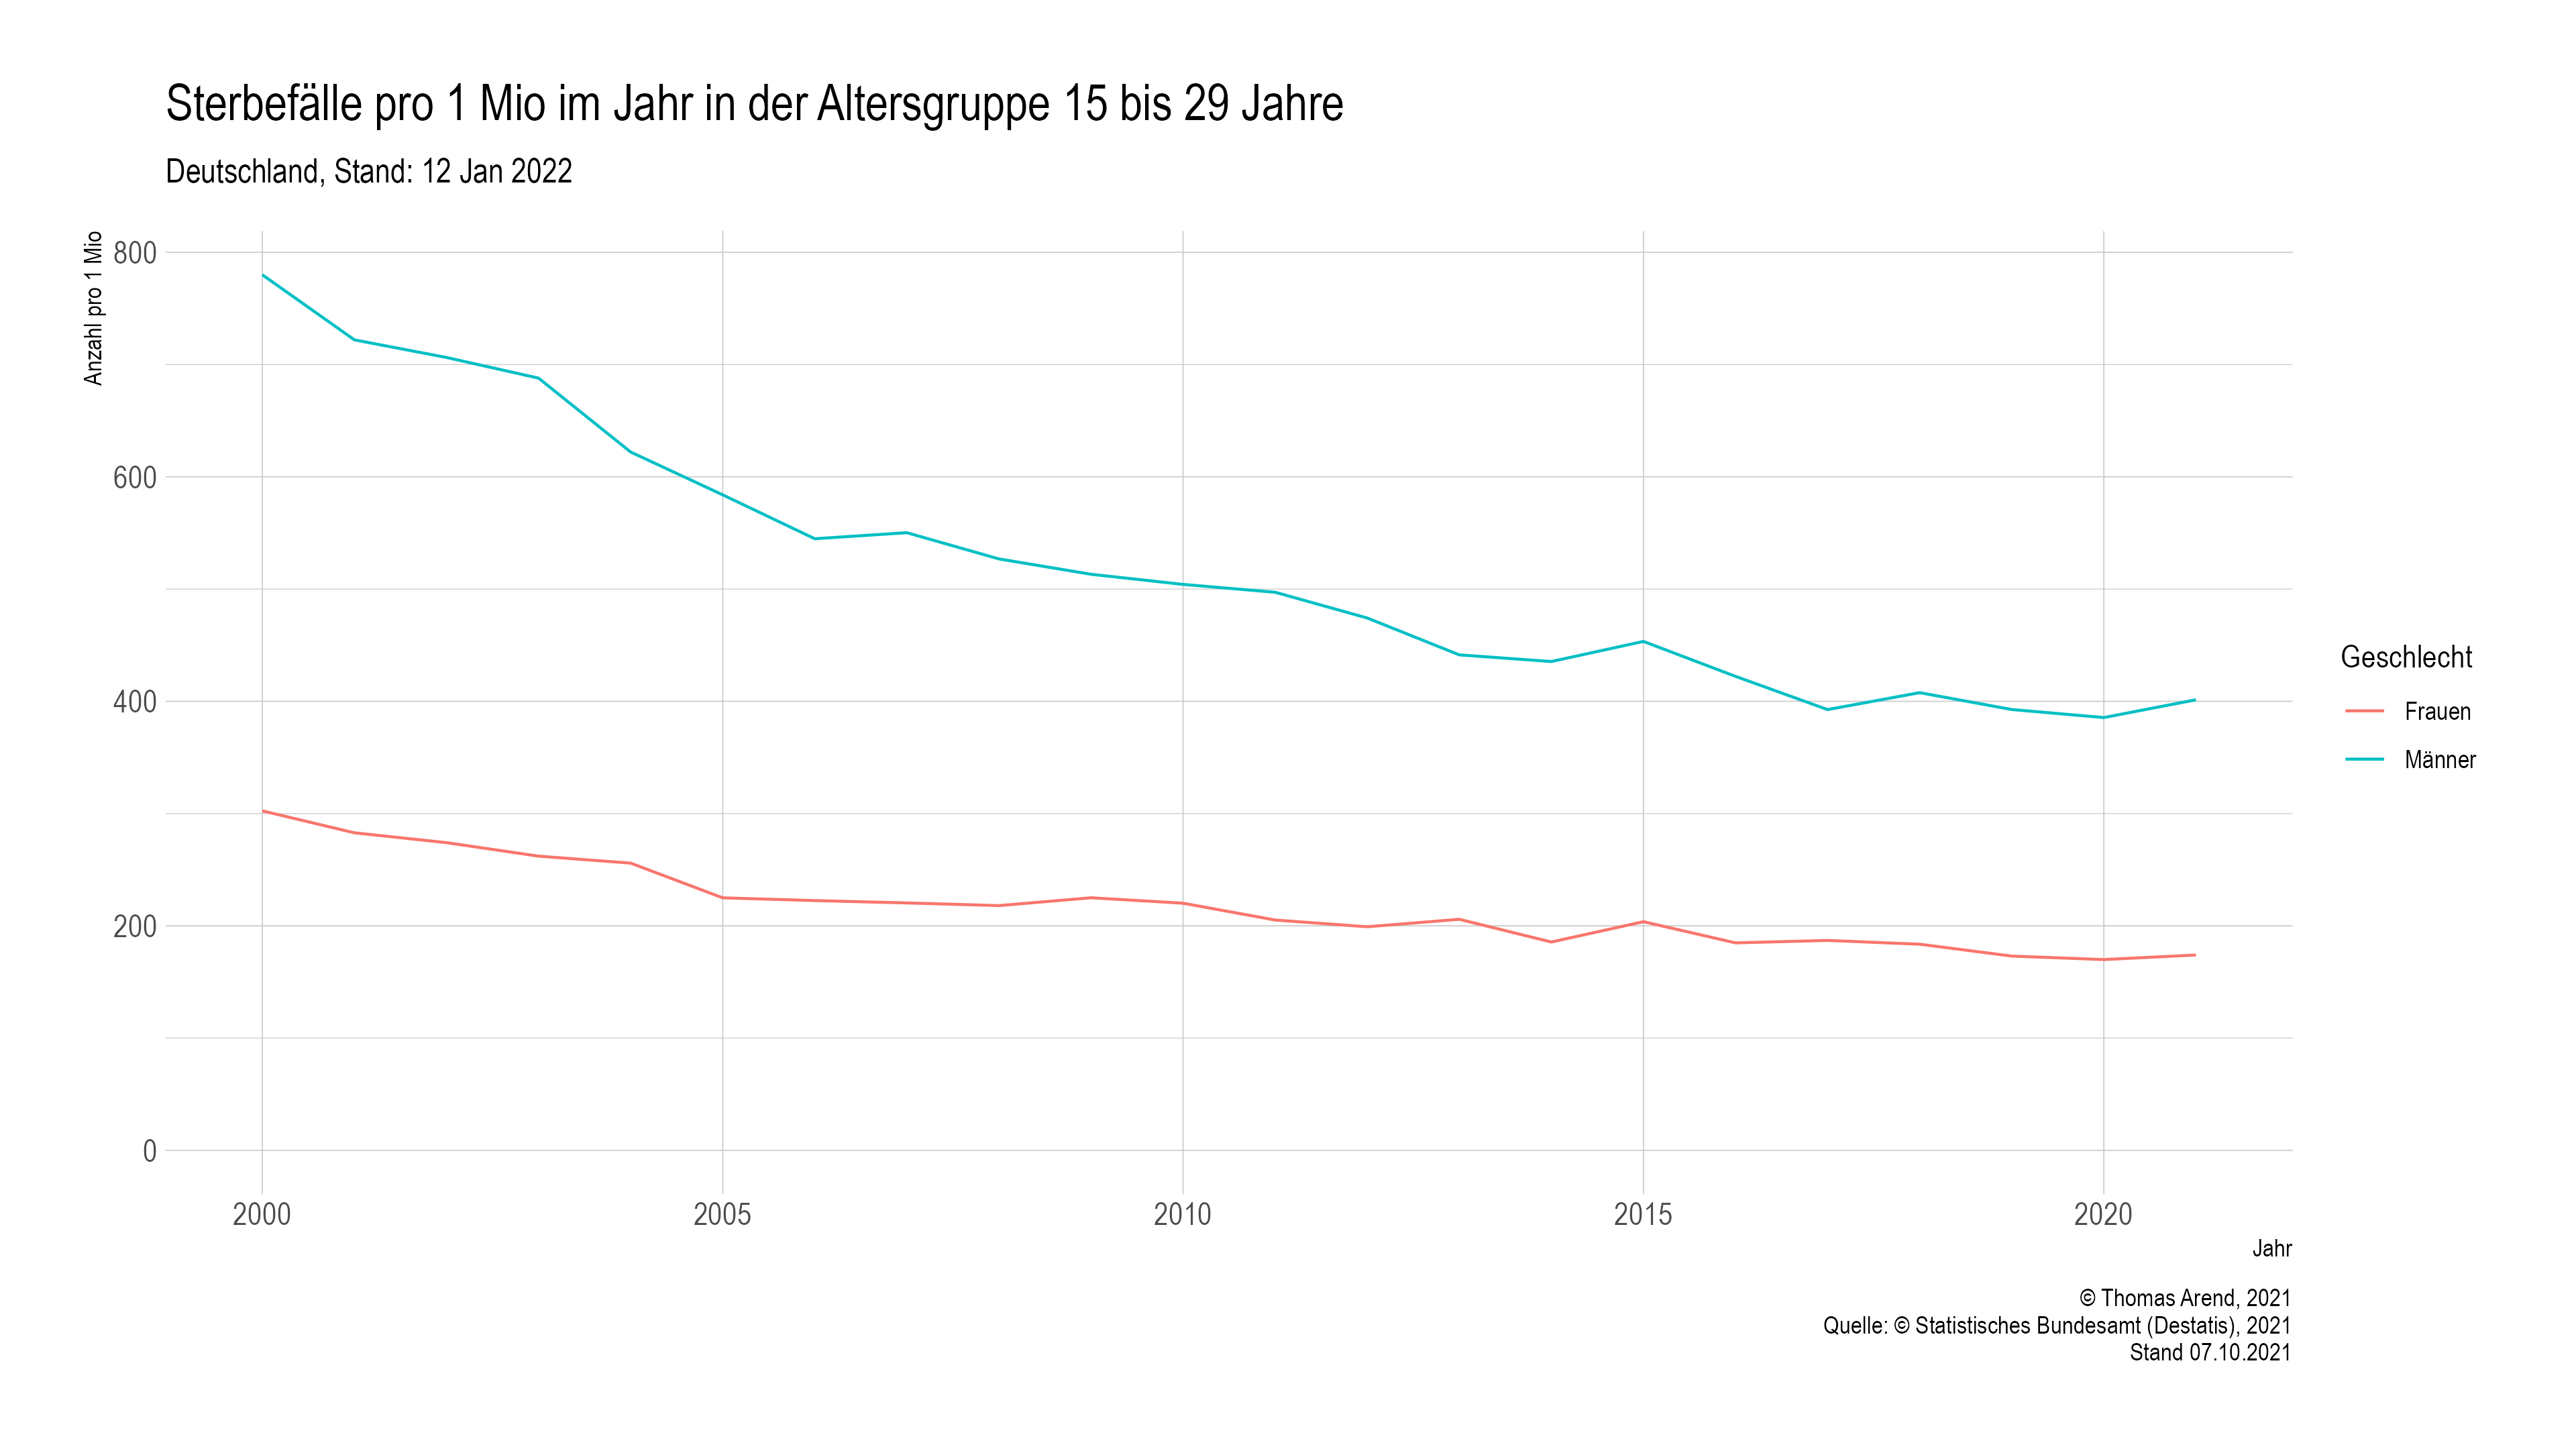 Sterbefälle pro 1 Mio im Jahr in der Altersgruppe 15 bis 29 Jahre
Deutschland, Stand: 12 Jan 2022
Anzahl pro 1 Mio
800
600
400
200
0
2000
2005
2010
2015
2020
Jahr
Geschlecht
Frauen
Männer
© Thomas Arend, 2021
Quelle: © Statistisches Bundesamt (Destatis), 2021
Stand 07.10.2021